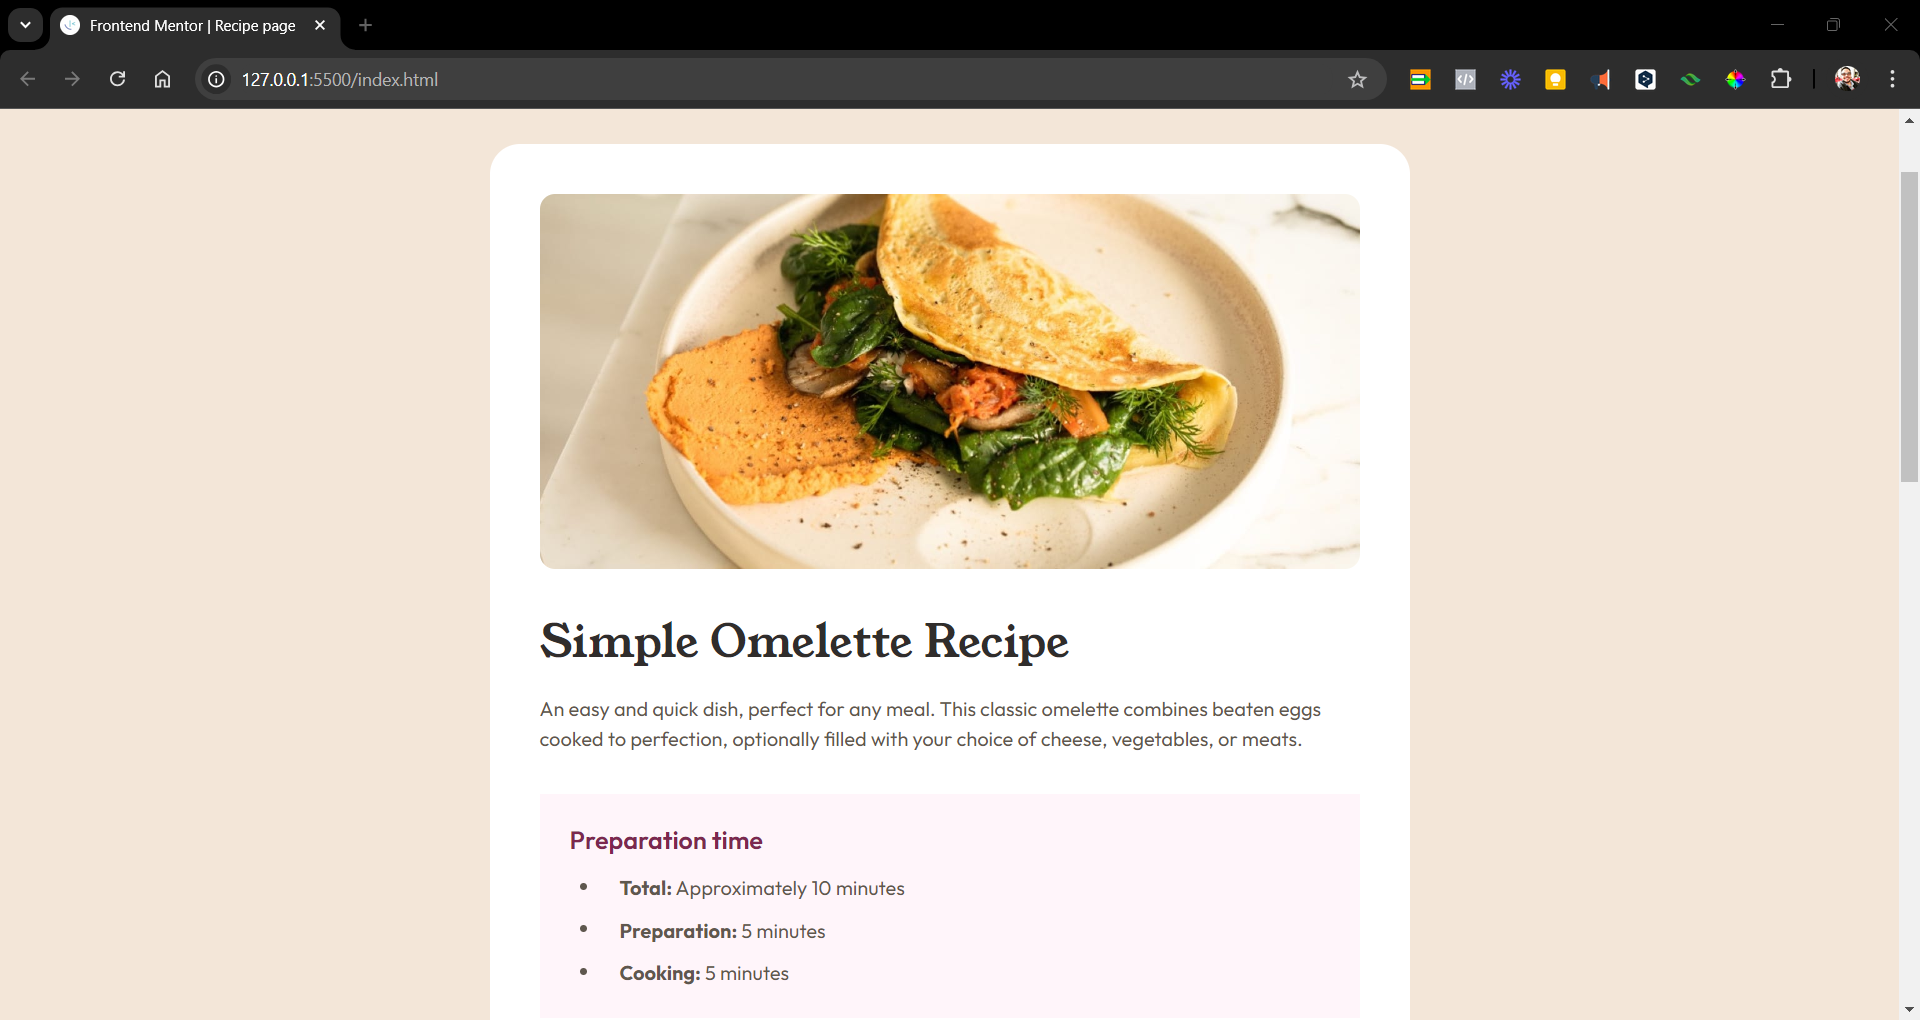 Frontend Mentor | Recipe page
127.0.0.1:5500/index.html
Simple Omelette Recipe
An easy and quick dish, perfect for any meal. This classic omelette combines beaten eggs
cooked to perfection, optionally filled with your choice of cheese, vegetables, or meats.
Preparation time
Total: Approximately 10 minutes
Preparation: 5 minutes
Cooking: 5 minutes